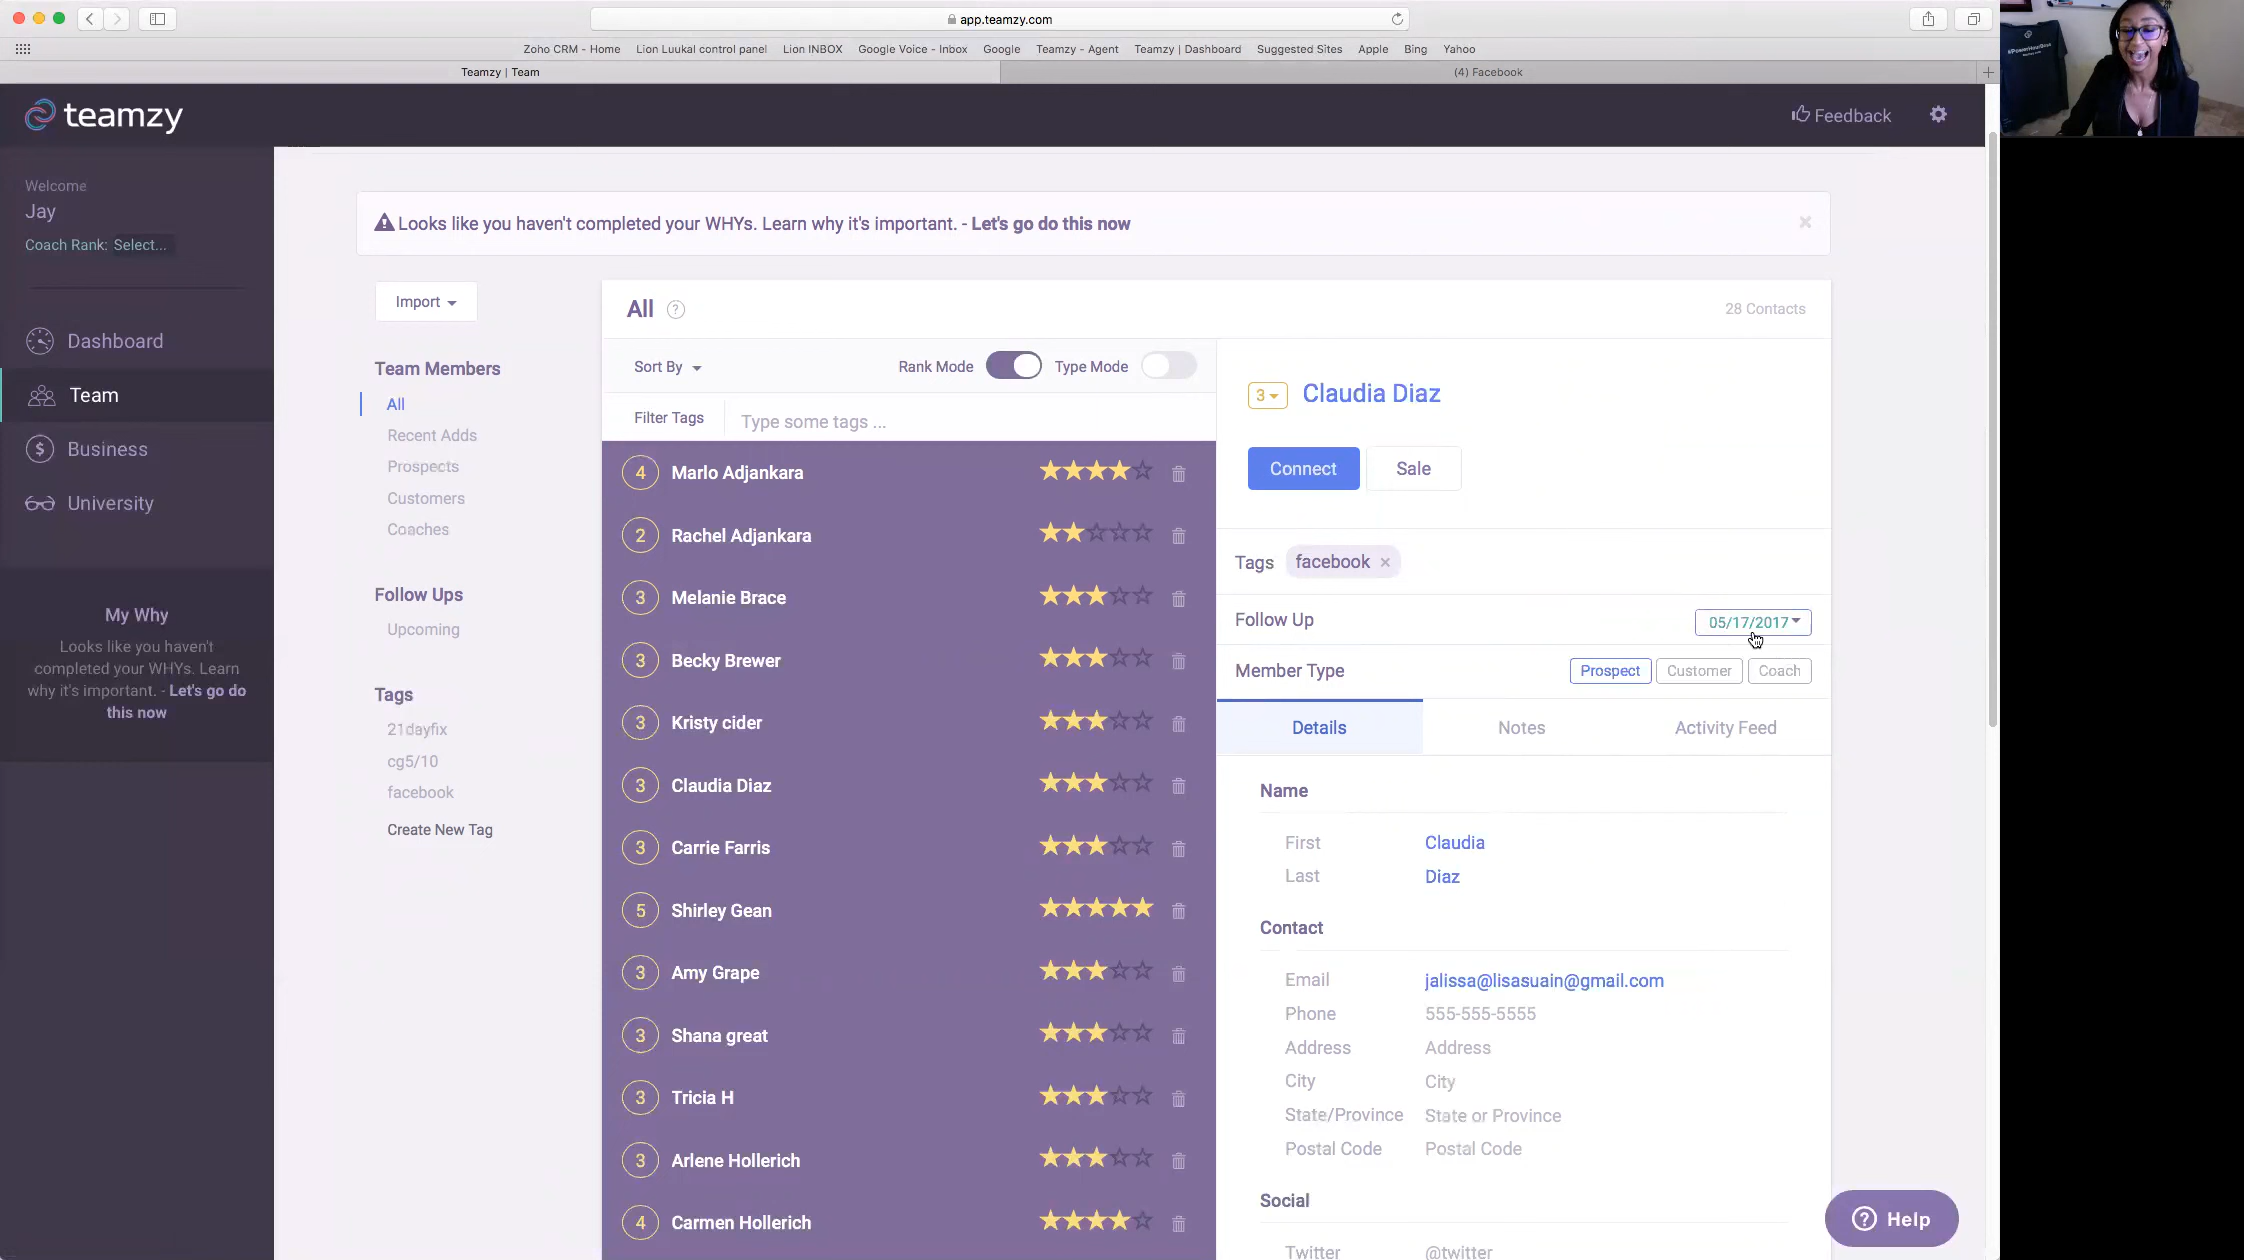 app.teamzy.com
Zoho CRM - Home Lion Luukal control panel Lion INBOX Google Voice - Inbox Google Teamzy - Agent Teamzy | Dashboard Suggested Sites Apple Bing Yahoo
Teamzy | Team (4) Facebook
teamzy
Feedback
Welcome
Jay
Coach Rank: Select...
Dashboard
Team
Business
University
My Why
Looks like you haven't
completed your WHYs. Learn
why it's important. - Let's go do
this now
Looks like you haven't completed your WHYs. Learn why it's important. - Let's go do this now
Import
Team Members
All
Recent Adds
Prospects
Customers
Coaches
Follow Ups
Upcoming
Tags
21dayfix
cg5/10
facebook
Create New Tag
All ?
28 Contacts
Sort By Rank Mode Type Mode
Filter Tags Type some tags ...
4 Marlo Adjankara
2 Rachel Adjankara
3 Melanie Brace
3 Becky Brewer
3 Kristy cider
3 Claudia Diaz
3 Carrie Farris
5 Shirley Gean
3 Amy Grape
3 Shana great
3 Tricia H
3 Arlene Hollerich
4 Carmen Hollerich
3 Claudia Diaz
Connect Sale
Tags facebook ×
Follow Up 05/17/2017
Member Type Prospect Customer Coach
Details Notes Activity Feed
Name
First Claudia
Last Diaz
Contact
Email jalissa@lisasuain@gmail.com
Phone 555-555-5555
Address Address
City City
State/Province State or Province
Postal Code Postal Code
Social
Twitter @twitter
? Help